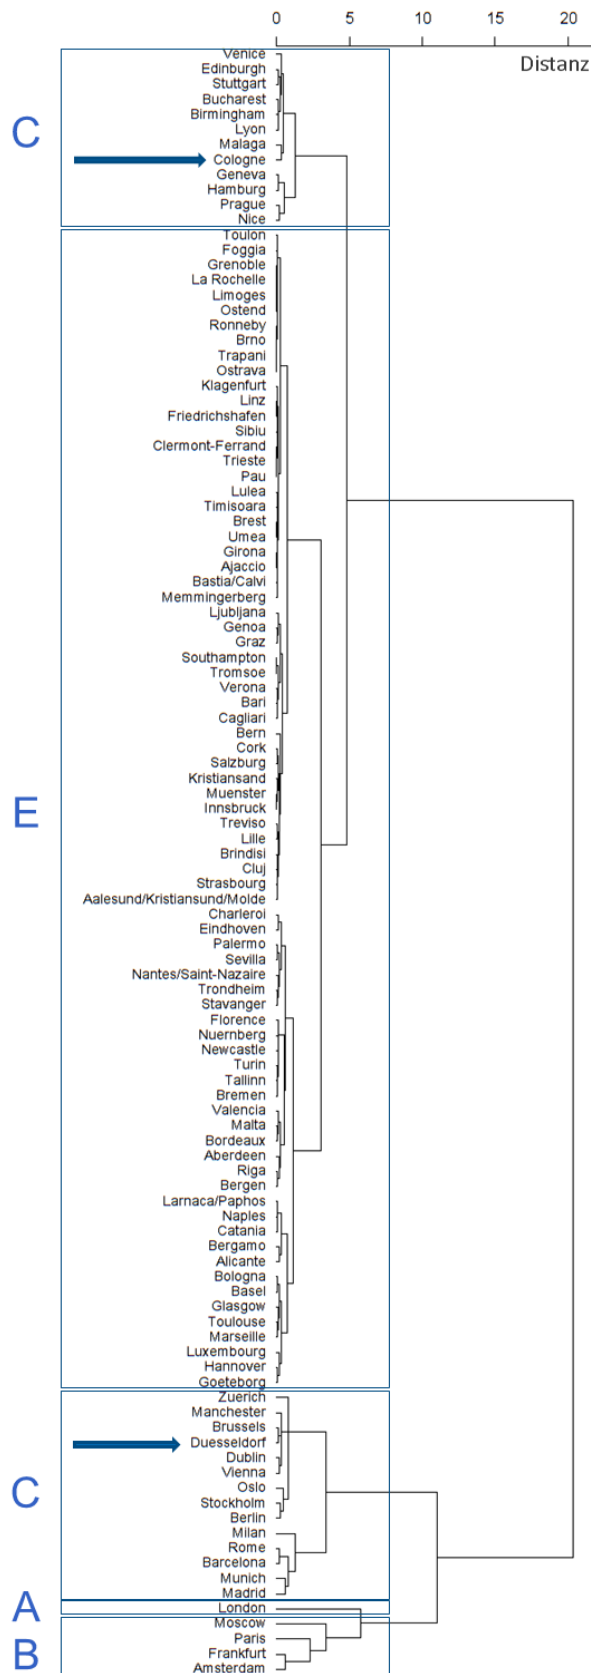 0 5 10 15 20
Distanz
Venice
Edinburgh
Stuttgart
Bucharest
Birmingham
C
Lyon
Malaga
Cologne
Geneva
Hamburg
Prague
Nice
Toulon
Foggia
Grenoble
La Rochelle
Limoges
Ostend
Ronneby
Brno
Trapani
Ostrava
Klagenfurt
Linz
Friedrichshafen
Sibiu
Clermont-Ferrand
Trieste
Pau
Lulea
Timisoara
Brest
Umea
Girona
Ajaccio
Bastia/Calvi
Memmingerberg
Ljubljana
Genoa
Graz
Southampton
Tromsoe
Verona
Bari
Cagliari
Bern
Cork
Salzburg
Kristiansand
Muenster
Innsbruck
E
Treviso
Lille
Brindisi
Cluj
Strasbourg
Aalesund/Kristiansund/Molde
Charleroi
Eindhoven
Palermo
Sevilla
Nantes/Saint-Nazaire
Trondheim
Stavanger
Florence
Nuernberg
Newcastle
Turin
Tallinn
Bremen
Valencia
Malta
Bordeaux
Aberdeen
Riga
Bergen
Larnaca/Paphos
Naples
Catania
Bergamo
Alicante
Bologna
Basel
Glasgow
Toulouse
Marseille
Luxembourg
Hannover
Goeteborg
Zuerich
Manchester
Brussels
Duesseldorf
Dublin
Vienna
Oslo
C
Stockholm
Berlin
Milan
Rome
Barcelona
Munich
Madrid
A
London
Moscow
Paris
B
Frankfurt
Amsterdam